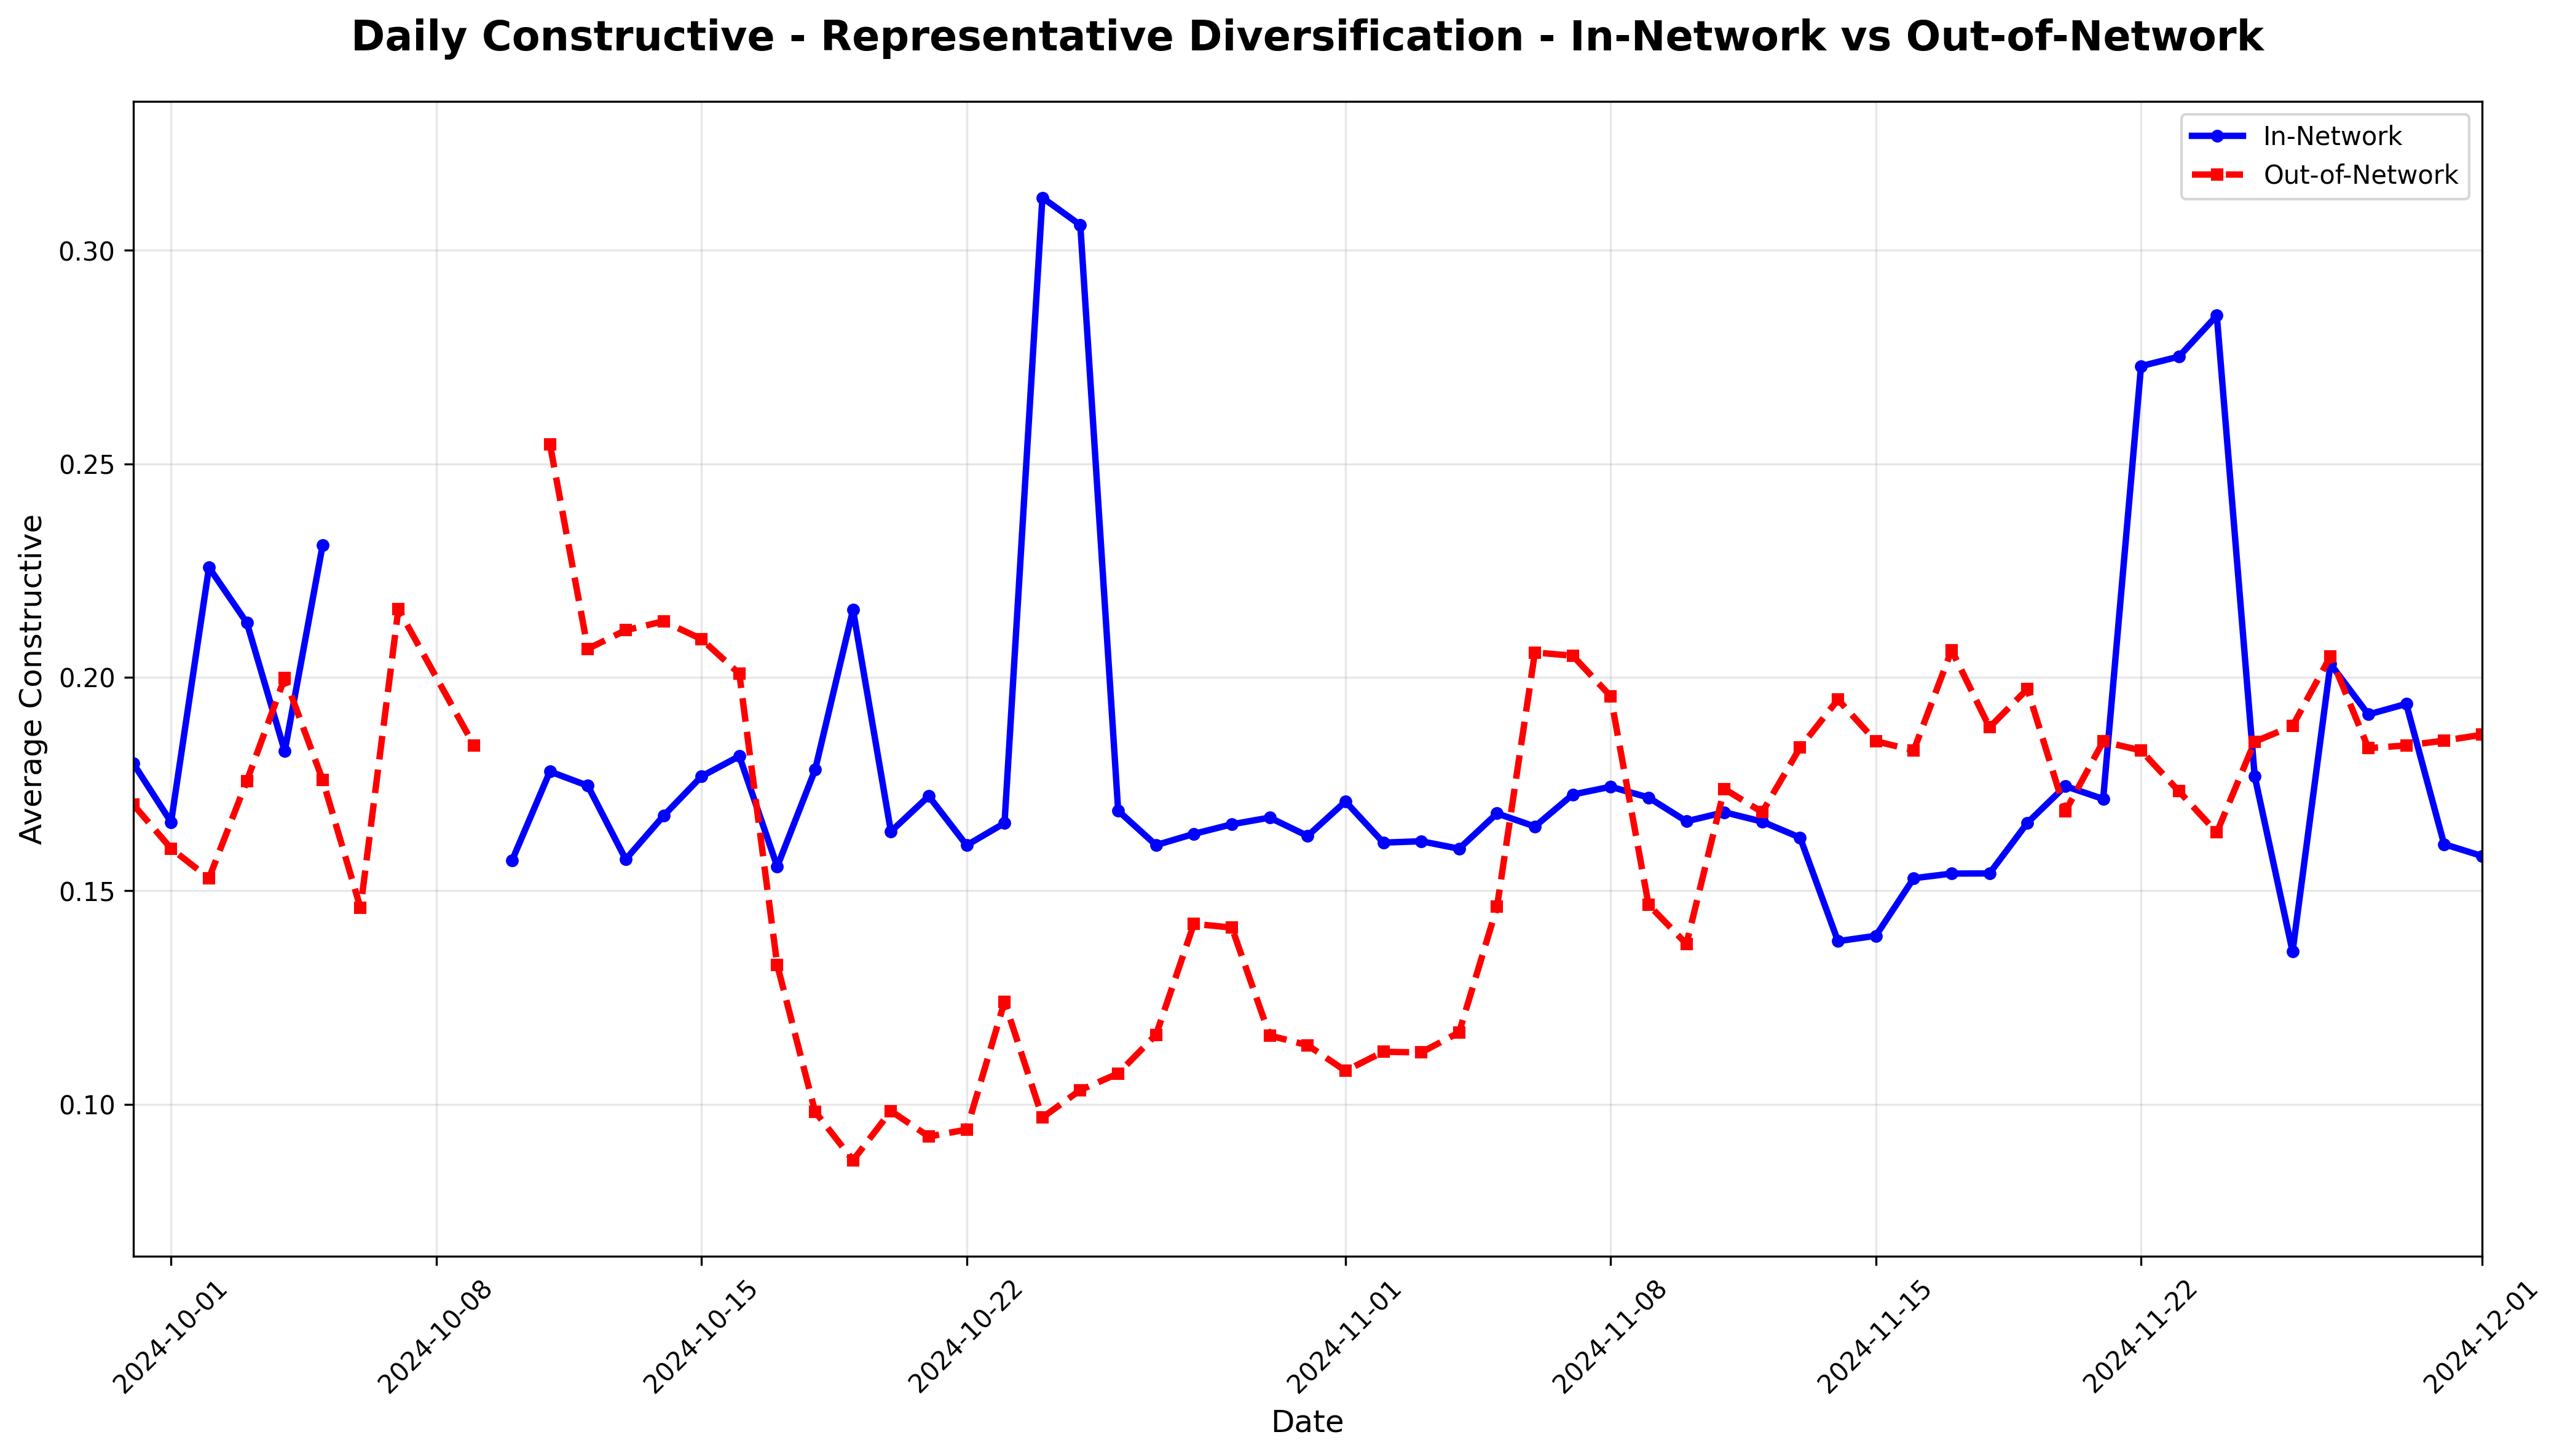 Daily Constructive - Representative Diversification - In-Network vs Out-of-Network
In-Network
Out-of-Network
Average Constructive
0.30
0.25
0.20
0.15
0.10
2024-10-01
2024-10-08
2024-10-15
2024-10-22
2024-11-01
2024-11-08
2024-11-15
2024-11-22
2024-12-01
Date